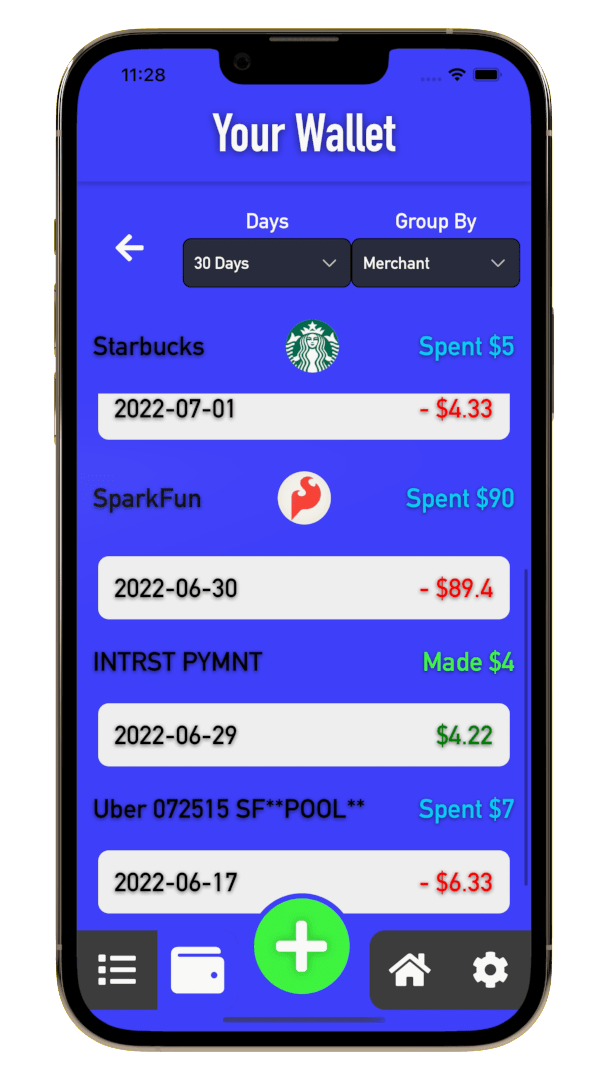 11:28
Your Wallet
Days Group By
30 Days Merchant
Starbucks Spent $5
2022-07-01 - $4.33
SparkFun Spent $90
2022-06-30 - $89.4
INTRST PYMNT Made $4
2022-06-29 $4.22
Uber 072515 SF**POOL** Spent $7
2022-06-17 - $6.33